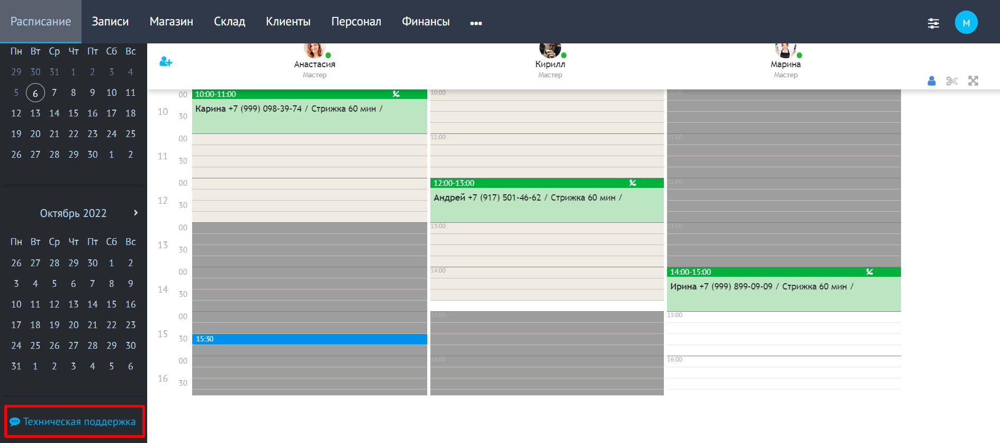 Расписание Записи Магазин Склад Клиенты Персонал Финансы ••• М
Пн Вт Ср Чт Пт Сб Вс
29 30 31 1 2 3 4
5 6 7 8 9 10 11
12 13 14 15 16 17 18
19 20 21 22 23 24 25
26 27 28 29 30 1 2
Октябрь 2022
Пн Вт Ср Чт Пт Сб Вс
26 27 28 29 30 1 2
3 4 5 6 7 8 9
10 11 12 13 14 15 16
17 18 19 20 21 22 23
24 25 26 27 28 29 30
31 1 2 3 4 5 6
Техническая поддержка
Анастасия
Мастер
Кирилл
Мастер
Марина
Мастер
10 00
30
11 00
30
12 00
30
13 00
30
14 00
30
15 00
30
16 00
30
10:00-11:00
Карина +7 (999) 098-39-74 / Стрижка 60 мин /
15:30
10:00
11:00
12:00-13:00
Андрей +7 (917) 501-46-62 / Стрижка 60 мин /
13:00
14:00
15:00
16:00
10:00
11:00
12:00
13:00
14:00-15:00
Ирина +7 (999) 899-09-09 / Стрижка 60 мин /
15:00
16:00